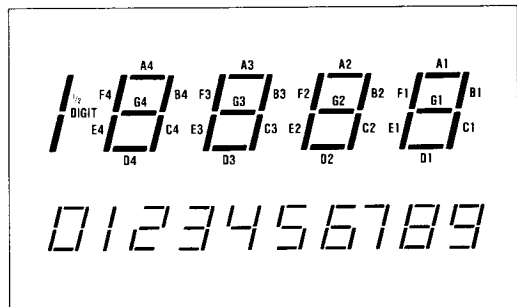 A4 A3 A2 A1
1/2 F4 G4 B4 F3 G3 B3 F2 G2 B2 F1 G1 B1
DIGIT
E4 C4 E3 C3 E2 C2 E1 C1
D4 D3 D2 D1
0123456789